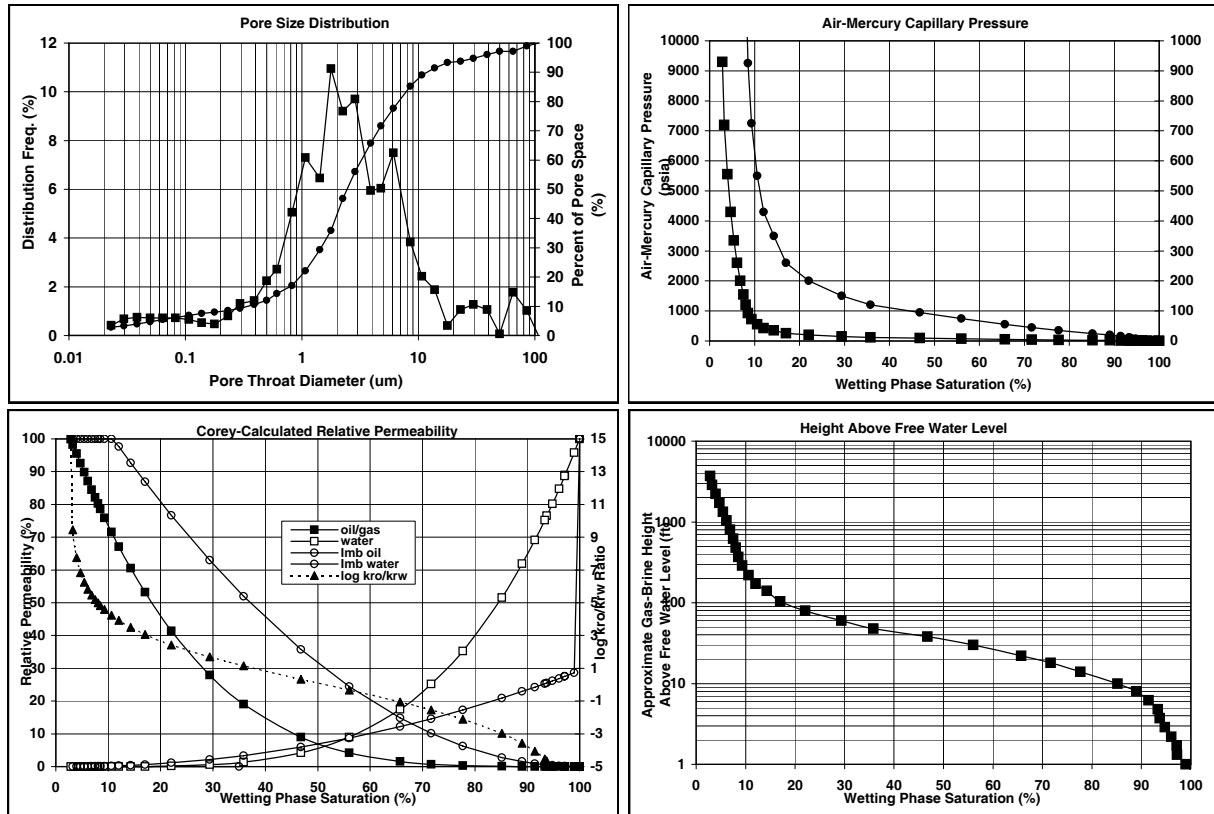 Pore Size Distribution
12
10
8
6
4
2
0
Distribution Freq. (%)
100
90
80
70
60
50
40
30
20
10
0
Percent of Pore Space
(%)
0.01 0.1 1 10 100
Pore Throat Diameter (um)
Air-Mercury Capillary Pressure
10000
9000
8000
7000
6000
5000
4000
3000
2000
1000
0
Air-Mercury Capillary Pressure
(psia)
1000
900
800
700
600
500
400
300
200
100
0
0 10 20 30 40 50 60 70 80 90 100
Wetting Phase Saturation (%)
Corey-Calculated Relative Permeability
100
90
80
70
60
50
40
30
20
10
0
Relative Permeability (%)
oil/gas
water
Imb oil
Imb water
log kro/krw
15
13
11
9
7
5
3
1
-1
-3
-5
log kro/krw Ratio
0 10 20 30 40 50 60 70 80 90 100
Wetting Phase Saturation (%)
Height Above Free Water Level
10000
1000
100
10
1
Approximate Gas-Brine Height
Above Free Water Level (ft)
0 10 20 30 40 50 60 70 80 90 100
Wetting Phase Saturation (%)